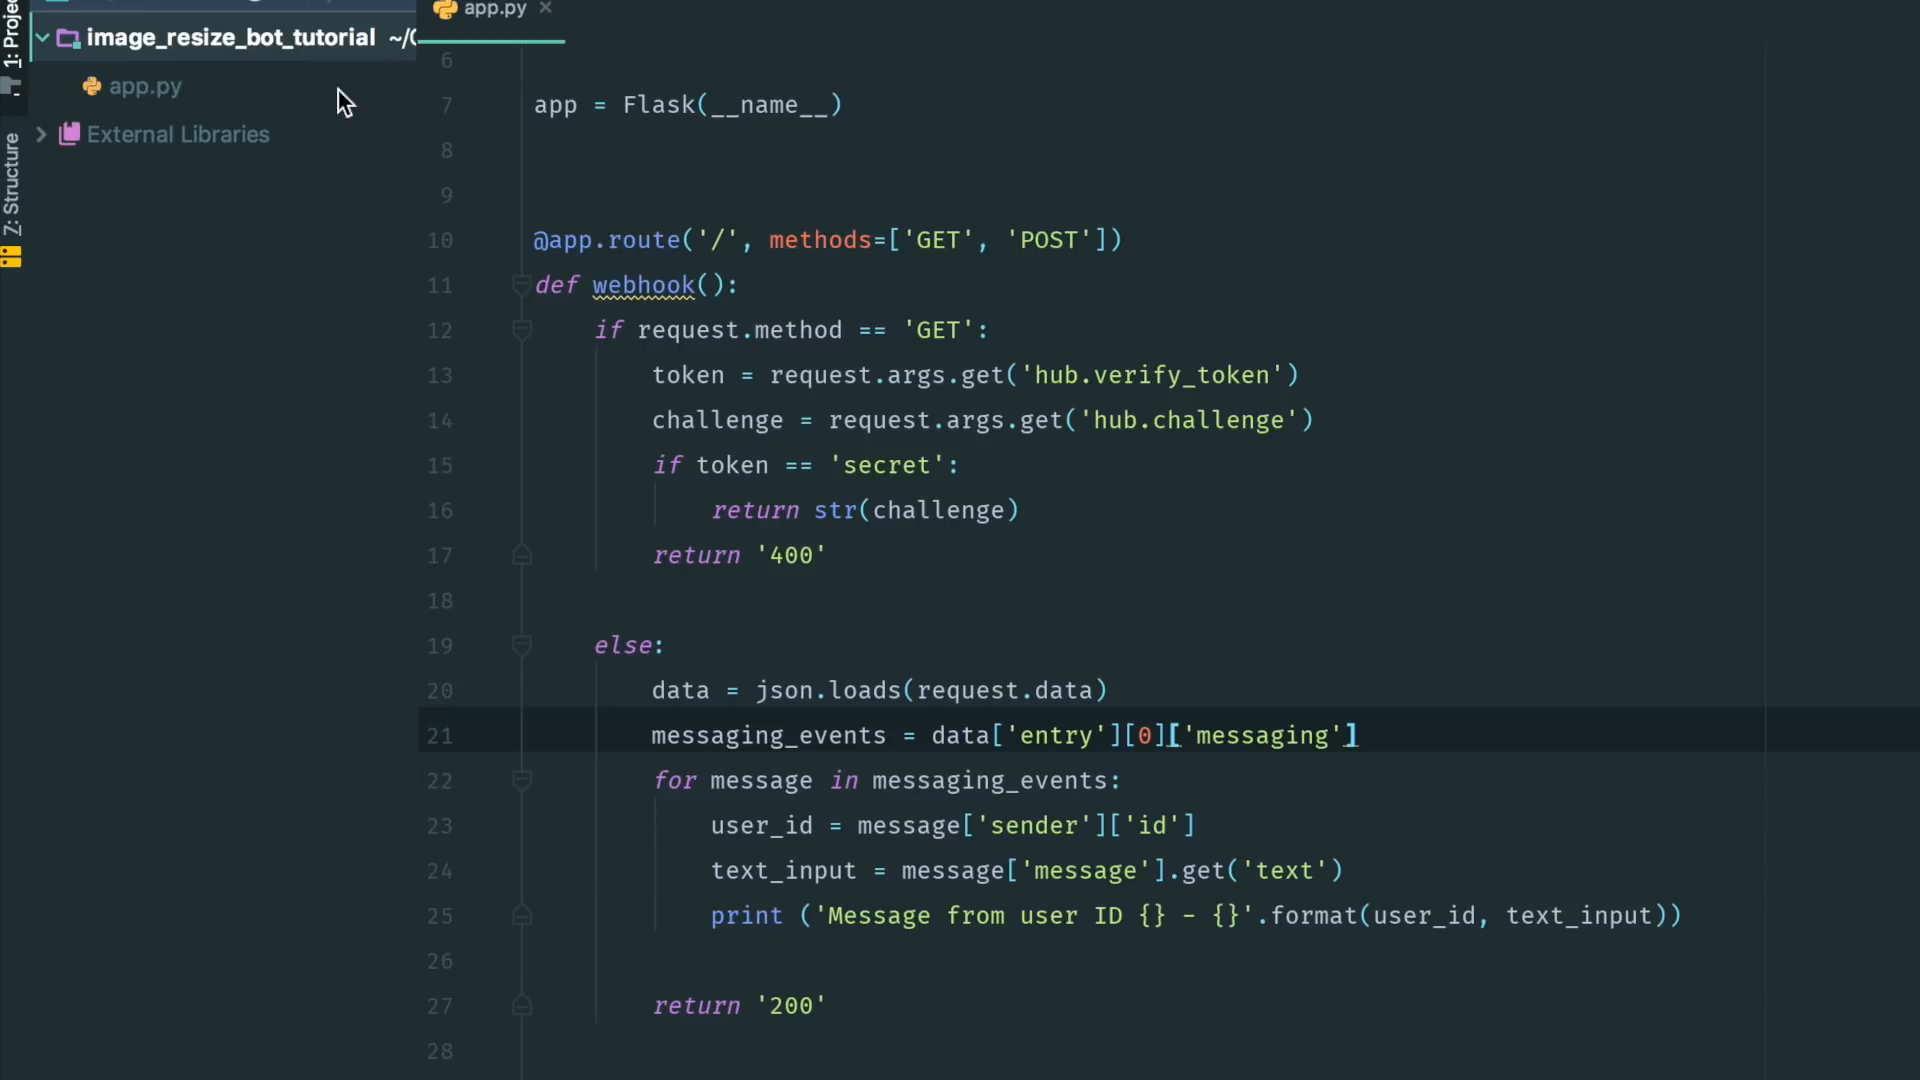 1: Project
image_resize_bot_tutorial ~/
app.py
External Libraries
Z: Structure
app.py
6
7 app = Flask(__name__)
8
9
10 @app.route('/', methods=['GET', 'POST'])
11 def webhook():
12 if request.method == 'GET':
13 token = request.args.get('hub.verify_token')
14 challenge = request.args.get('hub.challenge')
15 if token == 'secret':
16 return str(challenge)
17 return '400'
18
19 else:
20 data = json.loads(request.data)
21 messaging_events = data['entry'][0]['messaging']
22 for message in messaging_events:
23 user_id = message['sender']['id']
24 text_input = message['message'].get('text')
25 print ('Message from user ID {} - {}'.format(user_id, text_input))
26
27 return '200'
28